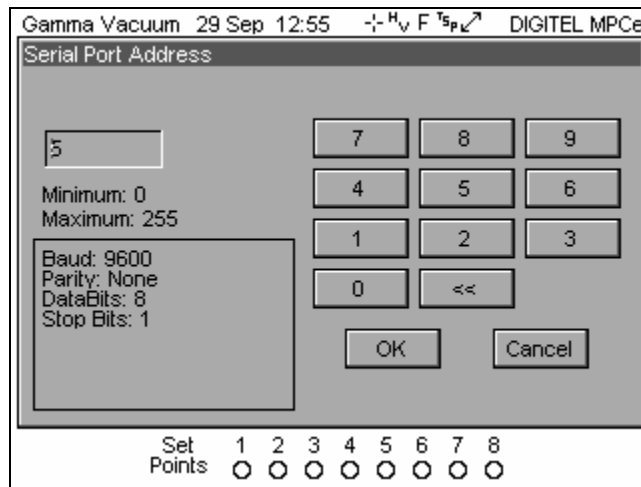 Gamma Vacuum 29 Sep 12:55 HV F TSP DIGITEL MPCe
Serial Port Address
5
Minimum: 0
Maximum: 255
Baud: 9600
Parity: None
DataBits: 8
Stop Bits: 1
7 8 9
4 5 6
1 2 3
0 <<
OK Cancel
Set Points 1 2 3 4 5 6 7 8